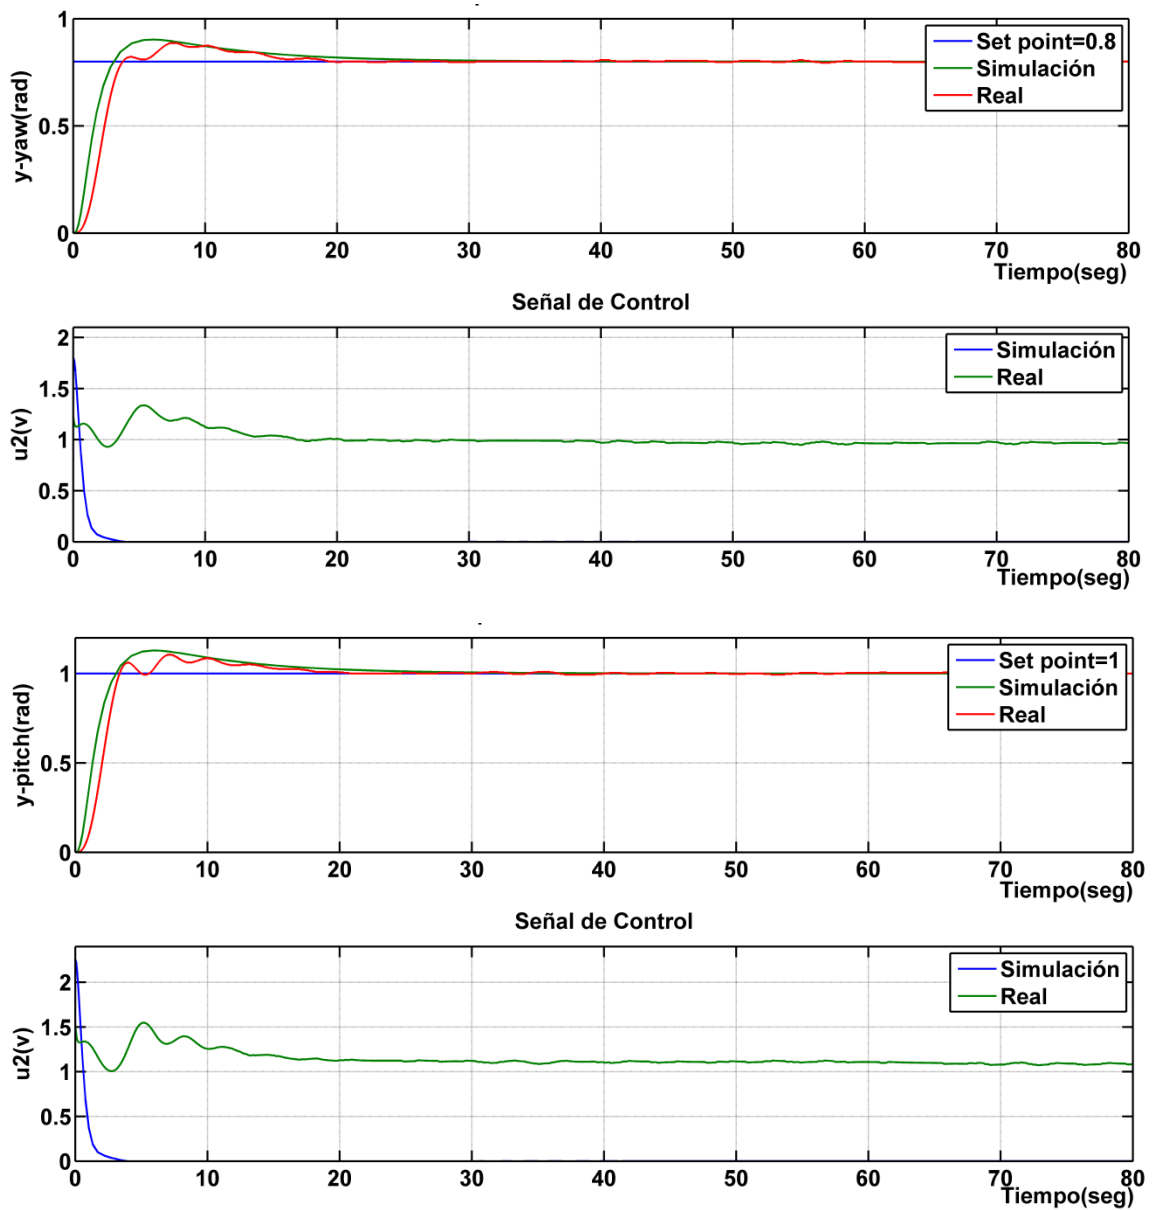 1
0.5
0
y-yaw(rad)
Set point=0.8
Simulación
Real
0 10 20 30 40 50 60 70 80
Tiempo(seg)
Señal de Control
2
1.5
1
0.5
0
u2(v)
Simulación
Real
0 10 20 30 40 50 60 70 80
Tiempo(seg)
1
0.5
0
y-pitch(rad)
Set point=1
Simulación
Real
0 10 20 30 40 50 60 70 80
Tiempo(seg)
Señal de Control
2
1.5
1
0.5
0
u2(v)
Simulación
Real
0 10 20 30 40 50 60 70 80
Tiempo(seg)